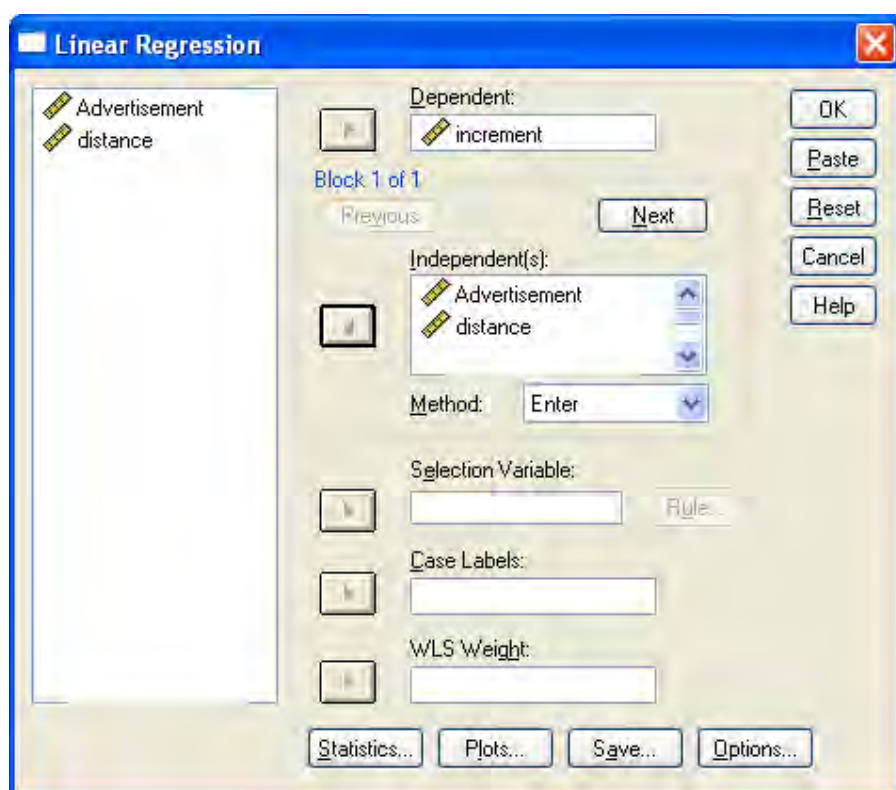 Linear Regression
Advertisement
distance
Dependent:
increment
Block 1 of 1
Previous
Next
Independent(s):
Advertisement
distance
Method: Enter
Selection Variable:
Rule...
Case Labels:
WLS Weight:
Statistics... Plots... Save... Options...
OK
Paste
Reset
Cancel
Help